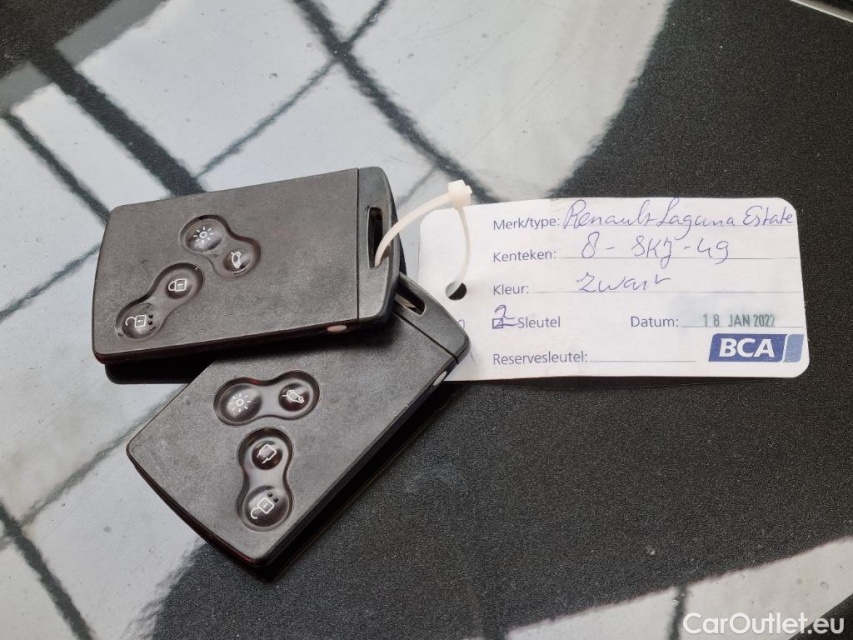 Merk/type: Renault Laguna Estate
Kenteken: 8-SKJ-49
Kleur: Zwart
2 Sleutel Datum: 18 JAN 2022
Reservesleutel:
BCA
CarOutlet.eu